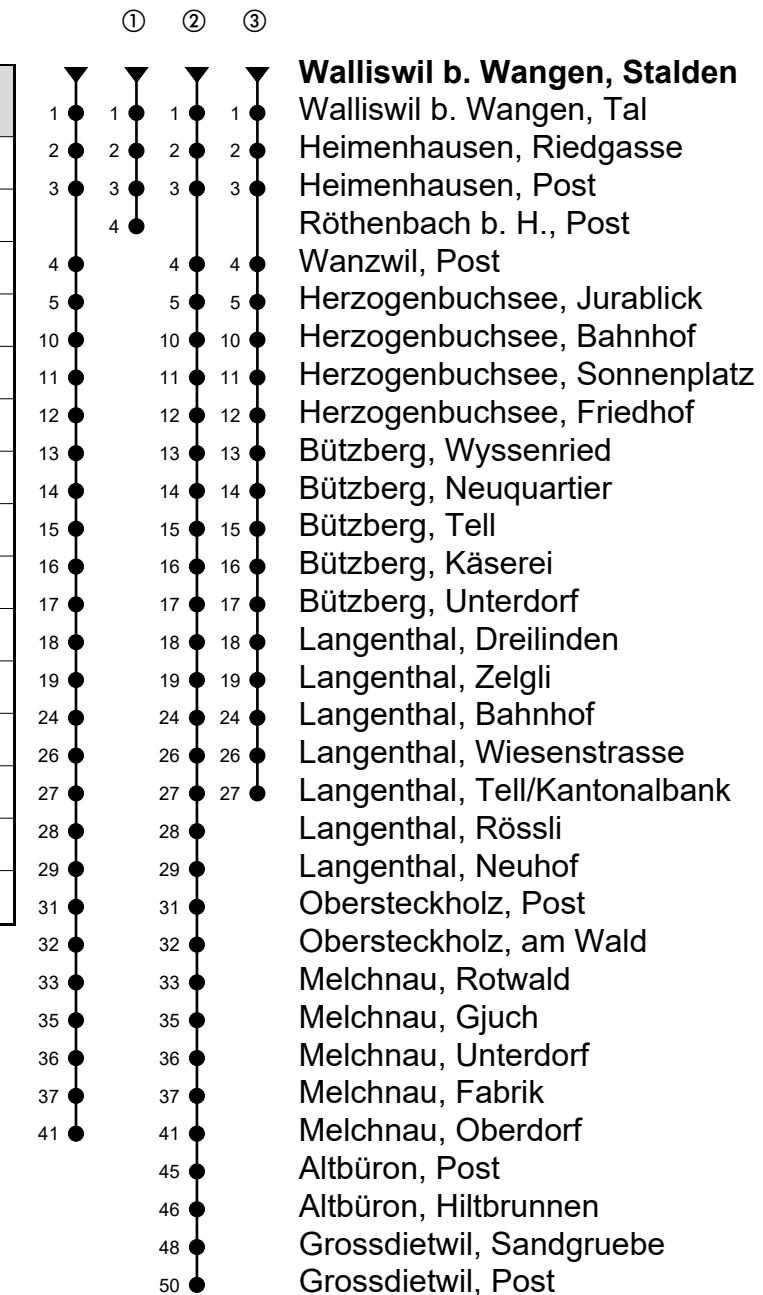 ① ② ③
Walliswil b. Wangen, Stalden
1 1 1 1 Walliswil b. Wangen, Tal
2 2 2 2 Heimenhausen, Riedgasse
3 3 3 3 Heimenhausen, Post
4 Röthenbach b. H., Post
4 4 4 Wanzwil, Post
5 5 5 Herzogenbuchsee, Jurablick
10 10 10 Herzogenbuchsee, Bahnhof
11 11 11 Herzogenbuchsee, Sonnenplatz
12 12 12 Herzogenbuchsee, Friedhof
13 13 13 Bützberg, Wyssenried
14 14 14 Bützberg, Neuquartier
15 15 15 Bützberg, Tell
16 16 16 Bützberg, Käserei
17 17 17 Bützberg, Unterdorf
18 18 18 Langenthal, Dreilinden
19 19 19 Langenthal, Zelgli
24 24 24 Langenthal, Bahnhof
26 26 26 Langenthal, Wiesenstrasse
27 27 27 Langenthal, Tell/Kantonalbank
28 28 Langenthal, Rössli
29 29 Langenthal, Neuhof
31 31 Obersteckholz, Post
32 32 Obersteckholz, am Wald
33 33 Melchnau, Rotwald
35 35 Melchnau, Gjuch
36 36 Melchnau, Unterdorf
37 37 Melchnau, Fabrik
41 41 Melchnau, Oberdorf
45 Altbüron, Post
46 Altbüron, Hiltbrunnen
48 Grossdietwil, Sandgruebe
50 Grossdietwil, Post